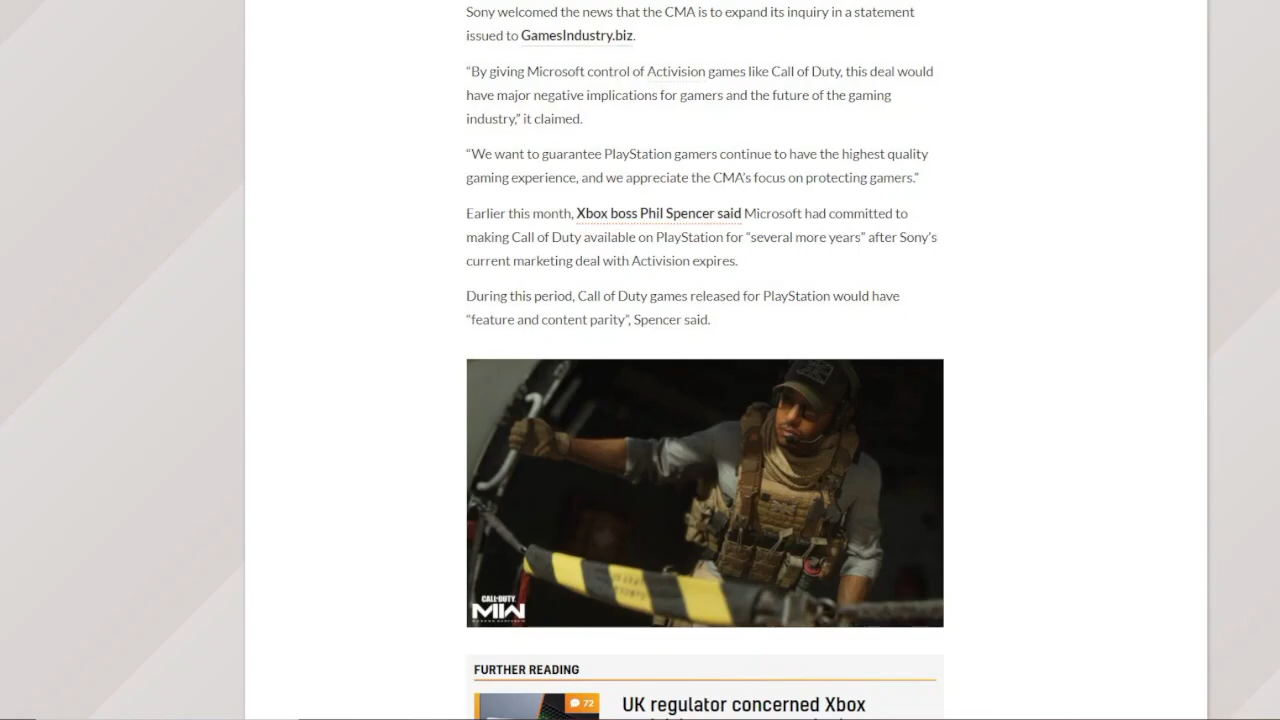 Sony welcomed the news that the CMA is to expand its inquiry in a statement
issued to GamesIndustry.biz.
“By giving Microsoft control of Activision games like Call of Duty, this deal would
have major negative implications for gamers and the future of the gaming
industry,” it claimed.
“We want to guarantee PlayStation gamers continue to have the highest quality
gaming experience, and we appreciate the CMA’s focus on protecting gamers.”
Earlier this month, Xbox boss Phil Spencer said Microsoft had committed to
making Call of Duty available on PlayStation for “several more years” after Sony’s
current marketing deal with Activision expires.
During this period, Call of Duty games released for PlayStation would have
“feature and content parity”, Spencer said.
CALL·DUTY
MW
FURTHER READING
72
UK regulator concerned Xbox